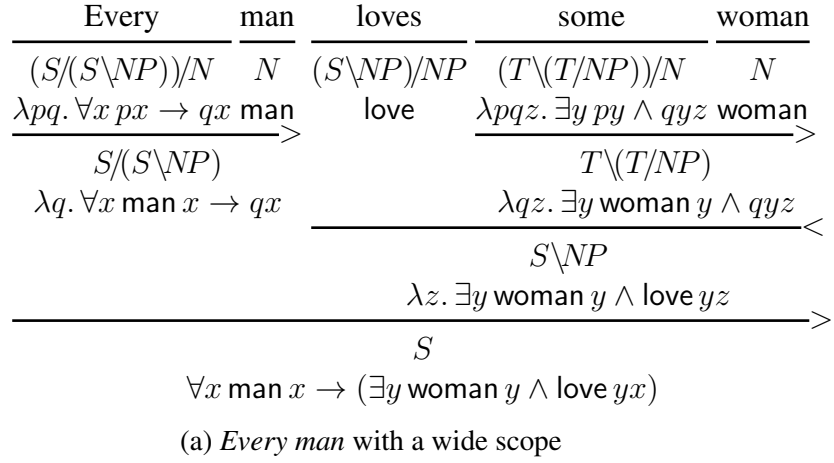 Every man loves some woman
(S/(S\NP))/N N (S\NP)/NP (T\(T/NP))/N N
λpq. ∀x px → qx man love λpqz. ∃y py ∧ qyz woman
> >
S/(S\NP) T\(T/NP)
λq. ∀x man x → qx λqz. ∃y woman y ∧ qyz
<
S\NP
λz. ∃y woman y ∧ love yz
>
S
∀x man x → (∃y woman y ∧ love yx)
(a) Every man with a wide scope